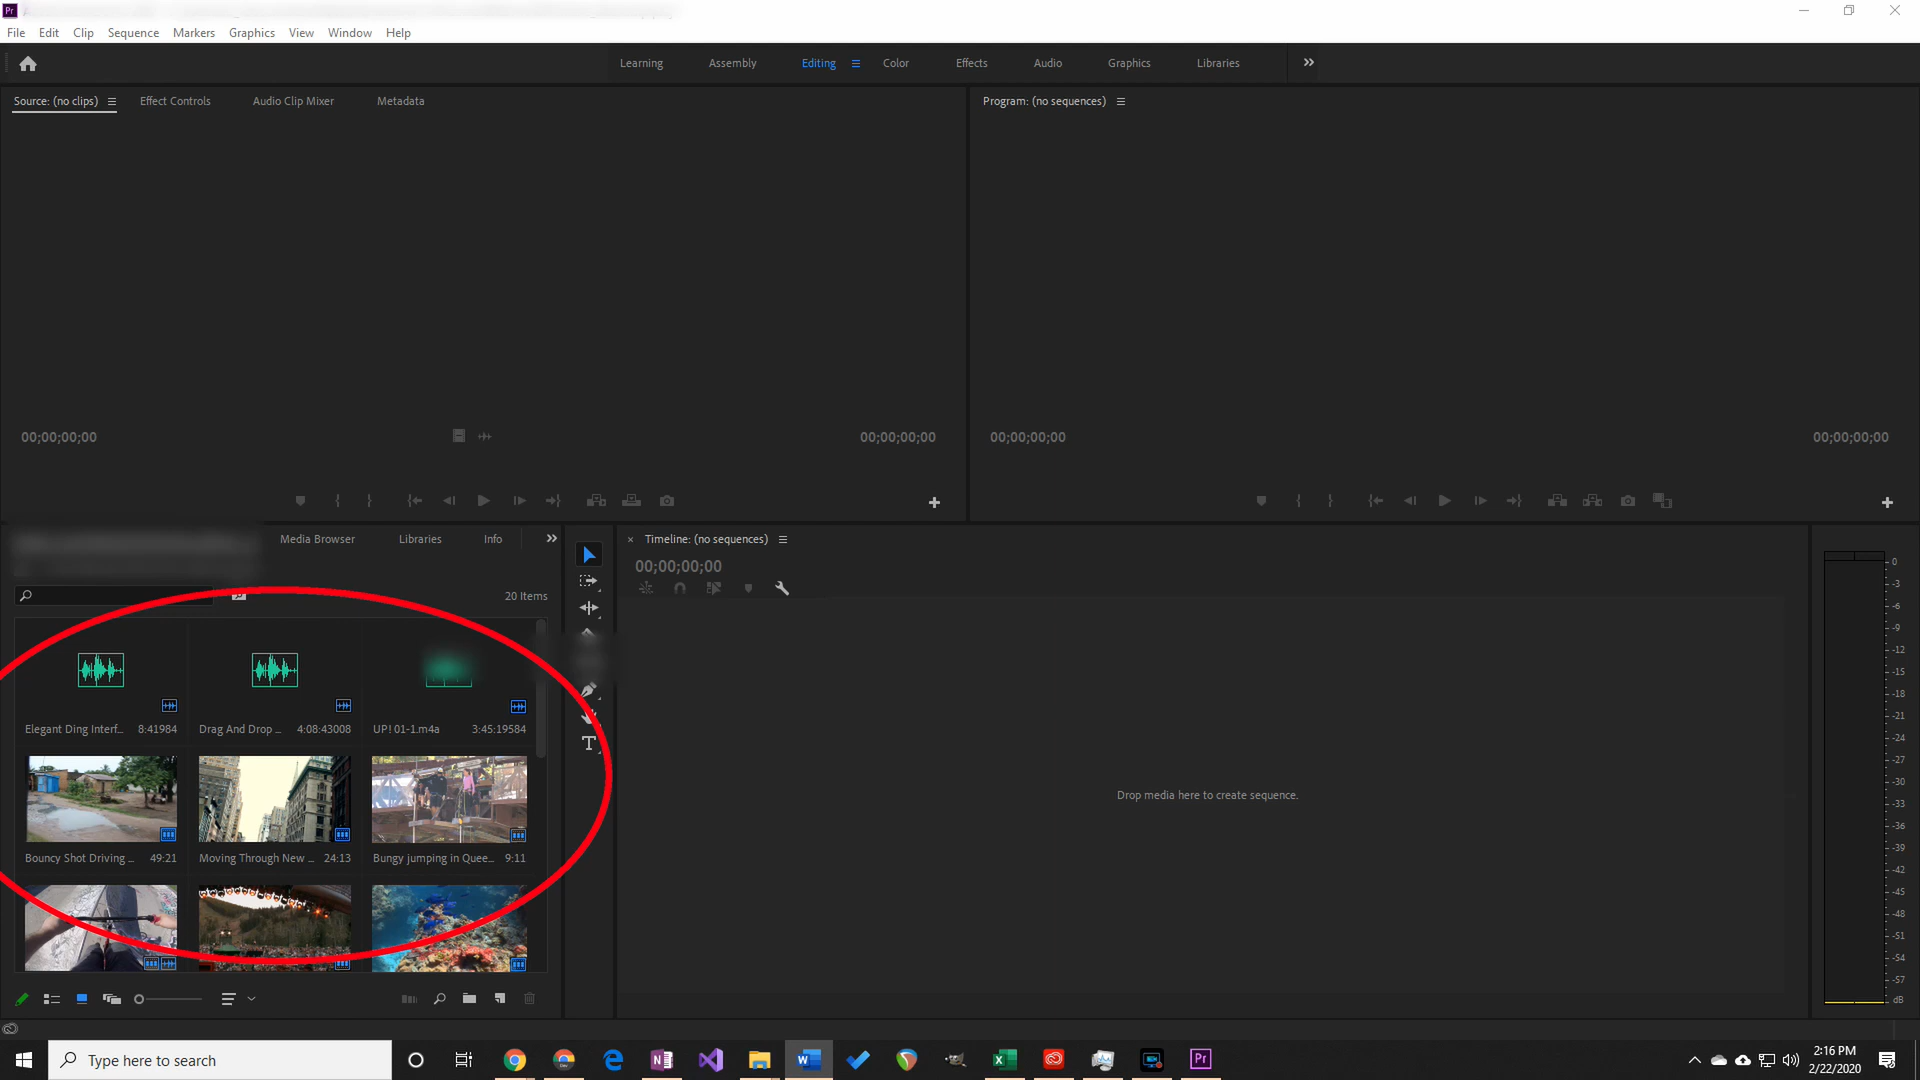 Pr
File Edit Clip Sequence Markers Graphics View Window Help
Learning Assembly Editing Color Effects Audio Graphics Libraries
Source: (no clips) Effect Controls Audio Clip Mixer Metadata
Program: (no sequences)
00;00;00;00 00;00;00;00
00;00;00;00 00;00;00;00
Media Browser Libraries Info
20 Items
Elegant Ding Interf... 8:41984
Drag And Drop ... 4:08:43008
UP! 01-1.m4a 3:45:19584
Bouncy Shot Driving ... 49:21
Moving Through New ... 24:13
Bungy jumping in Quee... 9:11
T
Timeline: (no sequences)
00;00;00;00
Drop media here to create sequence.
0
-3
-6
-9
-12
-15
-18
-21
-24
-27
-30
-33
-36
-39
-42
-45
-48
-51
-54
-57
dB
Type here to search
Dev
N
W
X
Pr
2:16 PM
2/22/2020